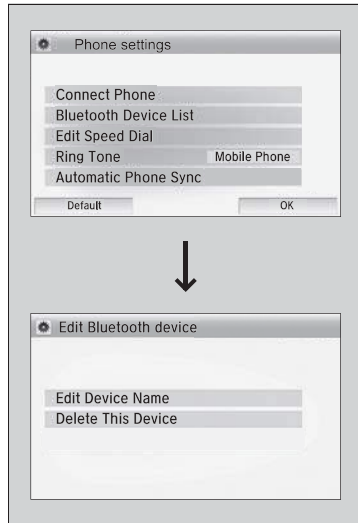 Phone settings
Connect Phone
Bluetooth Device List
Edit Speed Dial
Ring Tone Mobile Phone
Automatic Phone Sync
Default OK
Edit Bluetooth device
Edit Device Name
Delete This Device